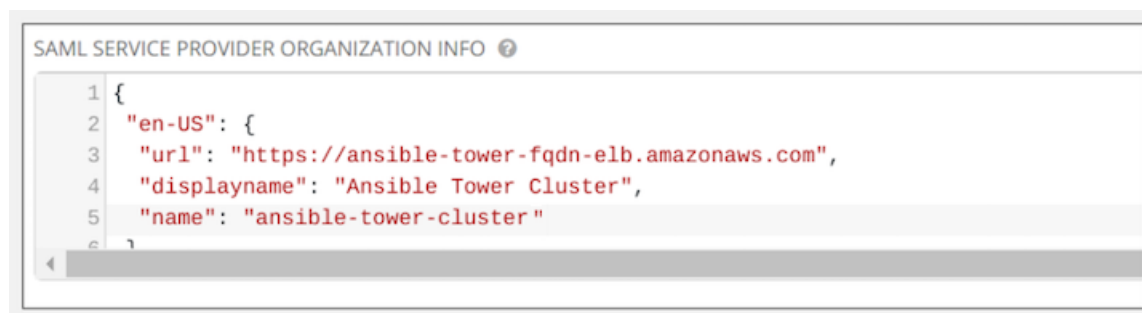 SAML SERVICE PROVIDER ORGANIZATION INFO ?
1 {
2 "en-US": {
3 "url": "https://ansible-tower-fqdn-elb.amazonaws.com",
4 "displayname": "Ansible Tower Cluster",
5 "name": "ansible-tower-cluster"
6 }